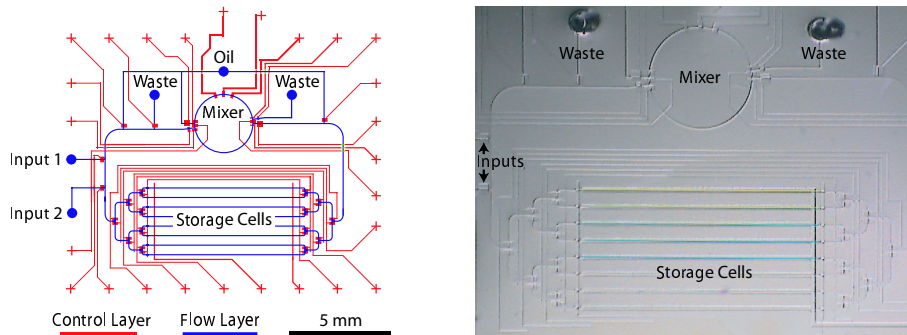 Oil
Waste
Waste
Mixer
Input 1
Input 2
Storage Cells
Control Layer
Flow Layer
5 mm
Waste
Waste
Mixer
Inputs
Storage Cells